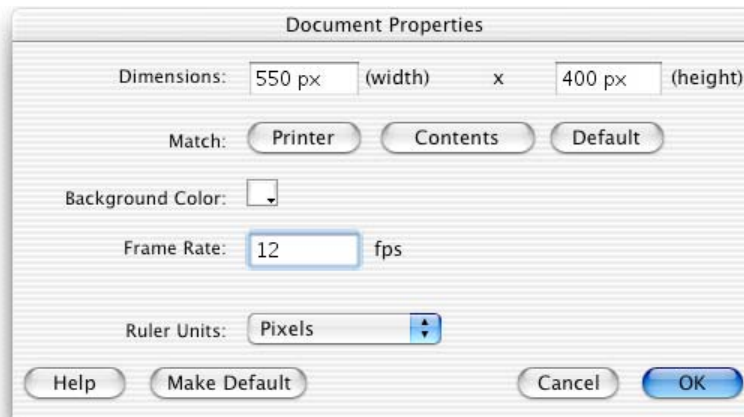 Document Properties
Dimensions: 550 px (width) x 400 px (height)
Match: Printer Contents Default
Background Color:
Frame Rate: 12 fps
Ruler Units: Pixels
Help Make Default Cancel OK